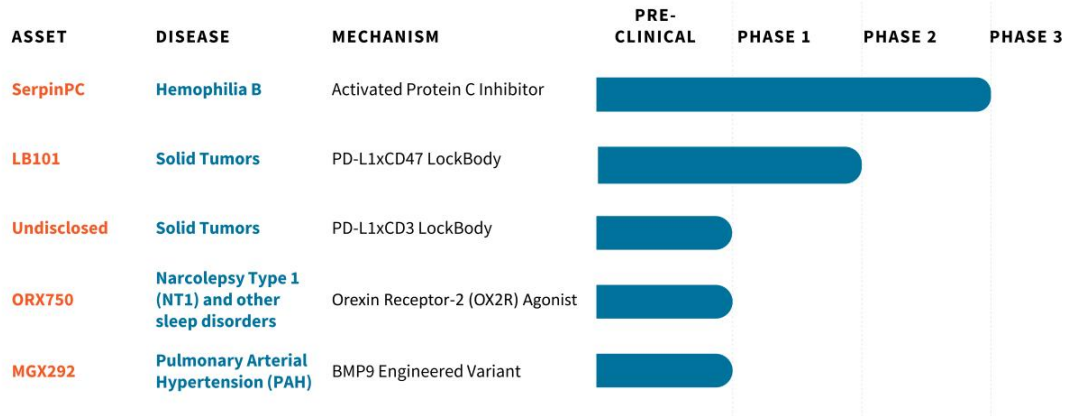 PRE-
ASSET DISEASE MECHANISM CLINICAL PHASE 1 PHASE 2 PHASE 3
SerpinPC Hemophilia B Activated Protein C Inhibitor
LB101 Solid Tumors PD-L1xCD47 LockBody
Undisclosed Solid Tumors PD-L1xCD3 LockBody
Narcolepsy Type 1
ORX750 (NT1) and other Orexin Receptor-2 (OX2R) Agonist
sleep disorders
Pulmonary Arterial
MGX292 Hypertension (PAH) BMP9 Engineered Variant